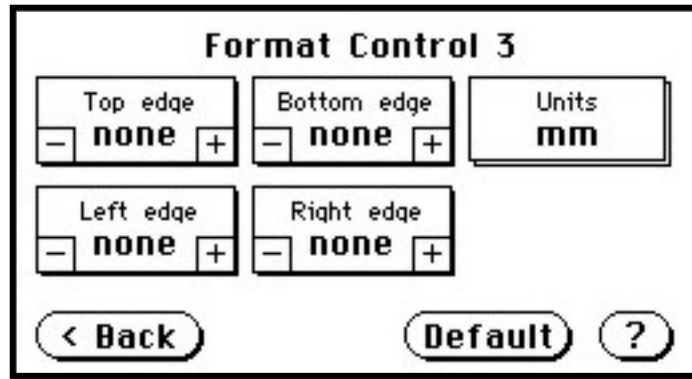 Format Control 3
Top edge
- none +
Bottom edge
- none +
Units
mm
Left edge
- none +
Right edge
- none +
< Back
Default
?